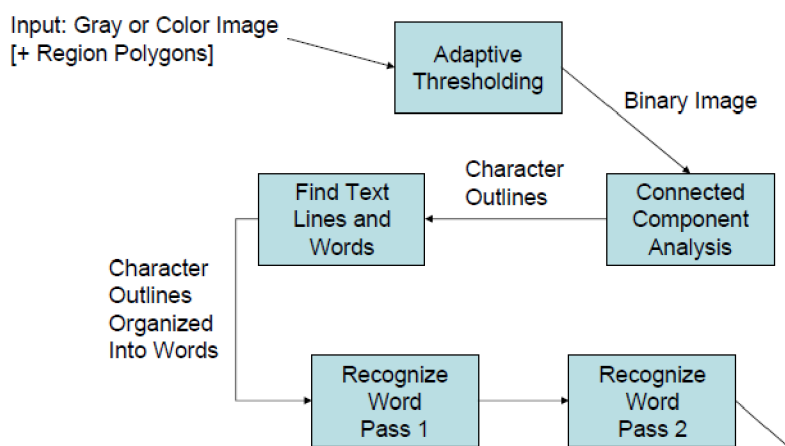 Input: Gray or Color Image
[+ Region Polygons]
Adaptive
Thresholding
Binary Image
Connected
Component
Analysis
Character
Outlines
Find Text
Lines and
Words
Character
Outlines
Organized
Into Words
Recognize
Word
Pass 1
Recognize
Word
Pass 2